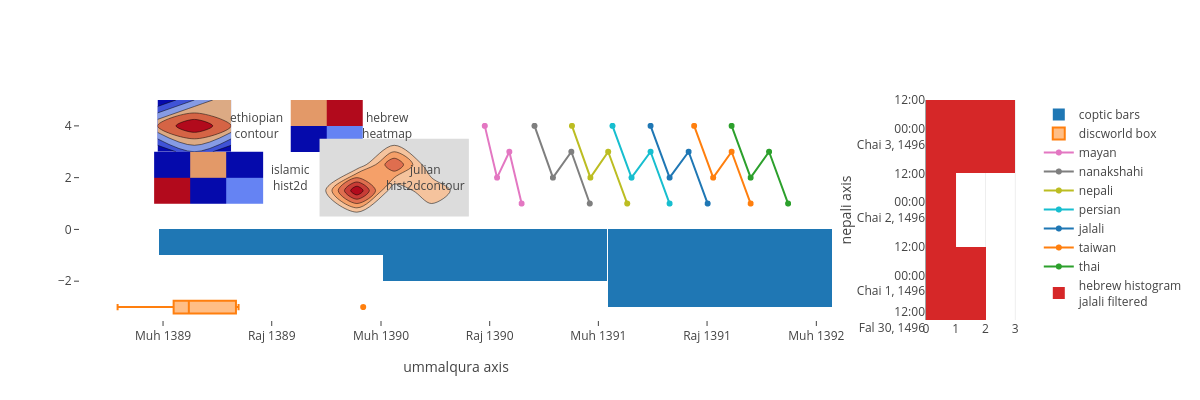 4
2
0
−2
ethiopian
contour
hebrew
heatmap
islamic
hist2d
julian
hist2dcontour
Muh 1389
Raj 1389
Muh 1390
Raj 1390
Muh 1391
Raj 1391
Muh 1392
ummalqura axis
nepali axis
12:00
00:00
Chai 3, 1496
12:00
00:00
Chai 2, 1496
12:00
00:00
Chai 1, 1496
12:00
Fal 30, 1496
0
1
2
3
coptic bars
discworld box
mayan
nanakshahi
nepali
persian
jalali
taiwan
thai
hebrew histogram
jalali filtered